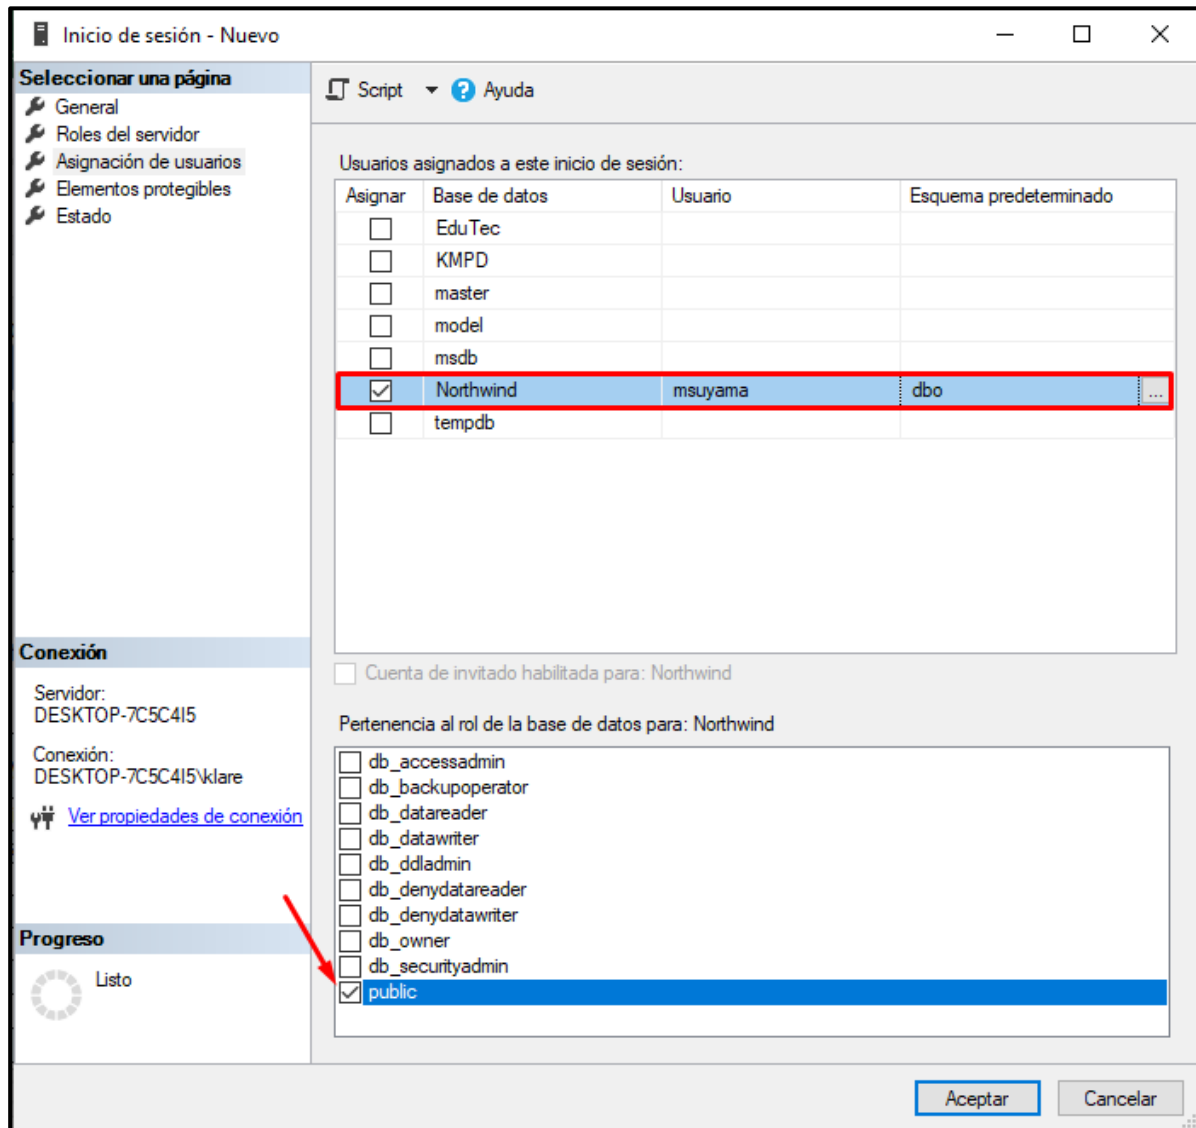 Inicio de sesión - Nuevo
Seleccionar una página
General
Roles del servidor
Asignación de usuarios
Elementos protegibles
Estado
Script
Ayuda
Usuarios asignados a este inicio de sesión:
Asignar Base de datos Usuario Esquema predeterminado
EduTec
KMPD
master
model
msdb
Northwind msuyama dbo ...
tempdb
Cuenta de invitado habilitada para: Northwind
Pertenencia al rol de la base de datos para: Northwind
db_accessadmin
db_backupoperator
db_datareader
db_datawriter
db_ddladmin
db_denydatareader
db_denydatawriter
db_owner
db_securityadmin
public
Conexión
Servidor:
DESKTOP-7C5C4I5
Conexión:
DESKTOP-7C5C4I5\klare
Ver propiedades de conexión
Progreso
Listo
Aceptar Cancelar